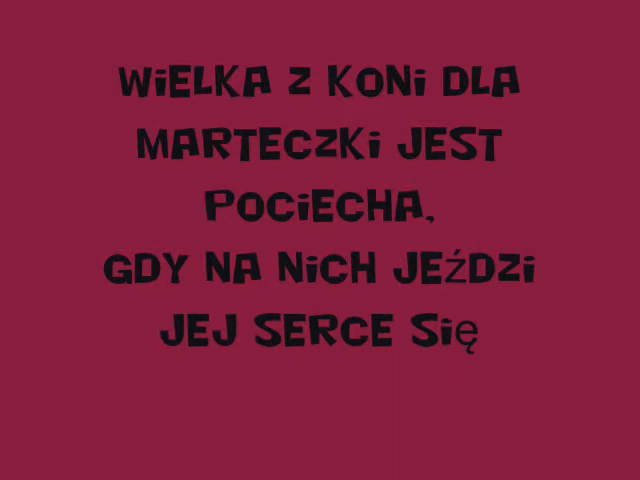 WiELKA Z KONi DLA
MARTECZKi JEST
POCiECHA,
GDY NA NiCH JEŹDZi
JEJ SERCE Się